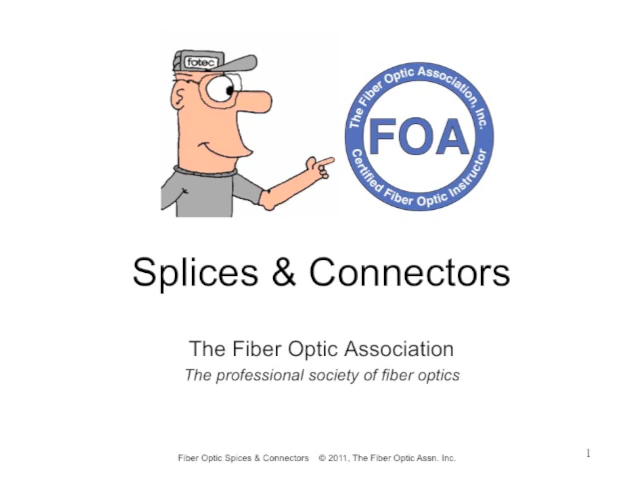 fotec
The Fiber Optic Association, Inc.
FOA
Certified Fiber Optic Instructor
Splices & Connectors
The Fiber Optic Association
The professional society of fiber optics
Fiber Optic Spices & Connectors © 2011, The Fiber Optic Assn. Inc.
1